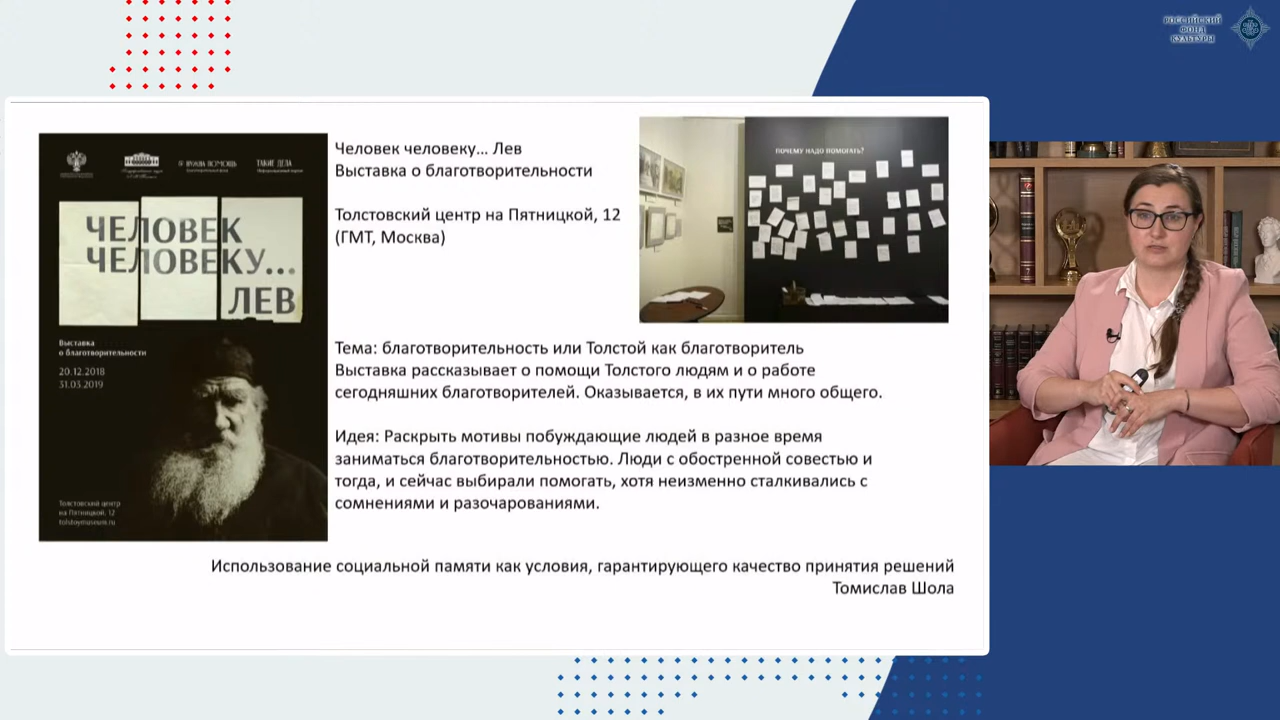 РОССИЙСКИЙ
ФОНД
КУЛЬТУРЫ
НУЖНА ПОМОЩЬ
ТАКИЕ ДЕЛА
ЧЕЛОВЕК
ЧЕЛОВЕКУ...
ЛЕВ
Выставка
о благотворительности
20.12.2018
31.03.2019
Толстовский центр
на Пятницкой, 12
tolstoymuseum.ru
Человек человеку... Лев
Выставка о благотворительности
Толстовский центр на Пятницкой, 12
(ГМТ, Москва)
ПОЧЕМУ НАДО ПОМОГАТЬ?
Тема: благотворительность или Толстой как благотворитель
Выставка рассказывает о помощи Толстого людям и о работе
сегодняшних благотворителей. Оказывается, в их пути много общего.
Идея: Раскрыть мотивы побуждающие людей в разное время
заниматься благотворительностью. Люди с обостренной совестью и
тогда, и сейчас выбирали помогать, хотя неизменно сталкивались с
сомнениями и разочарованиями.
Использование социальной памяти как условия, гарантирующего качество принятия решений
Томислав Шола